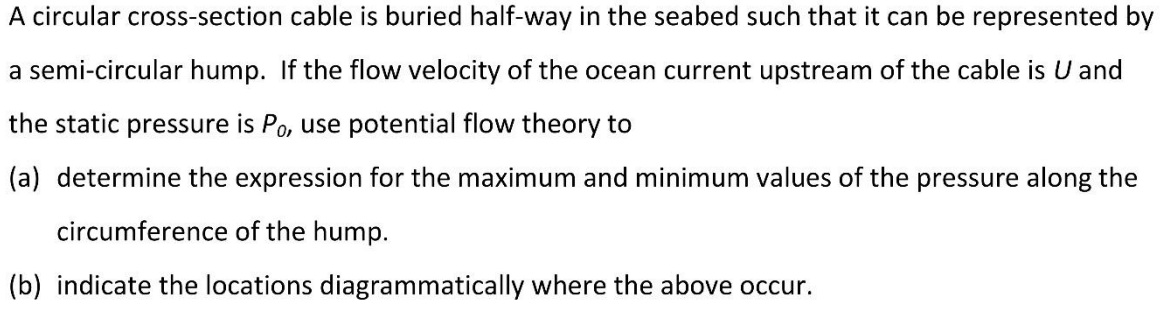 A circular cross-section cable is buried half-way in the seabed such that it can be represented by
a semi-circular hump. If the flow velocity of the ocean current upstream of the cable is U and
the static pressure is P₀, use potential flow theory to
(a) determine the expression for the maximum and minimum values of the pressure along the
circumference of the hump.
(b) indicate the locations diagrammatically where the above occur.